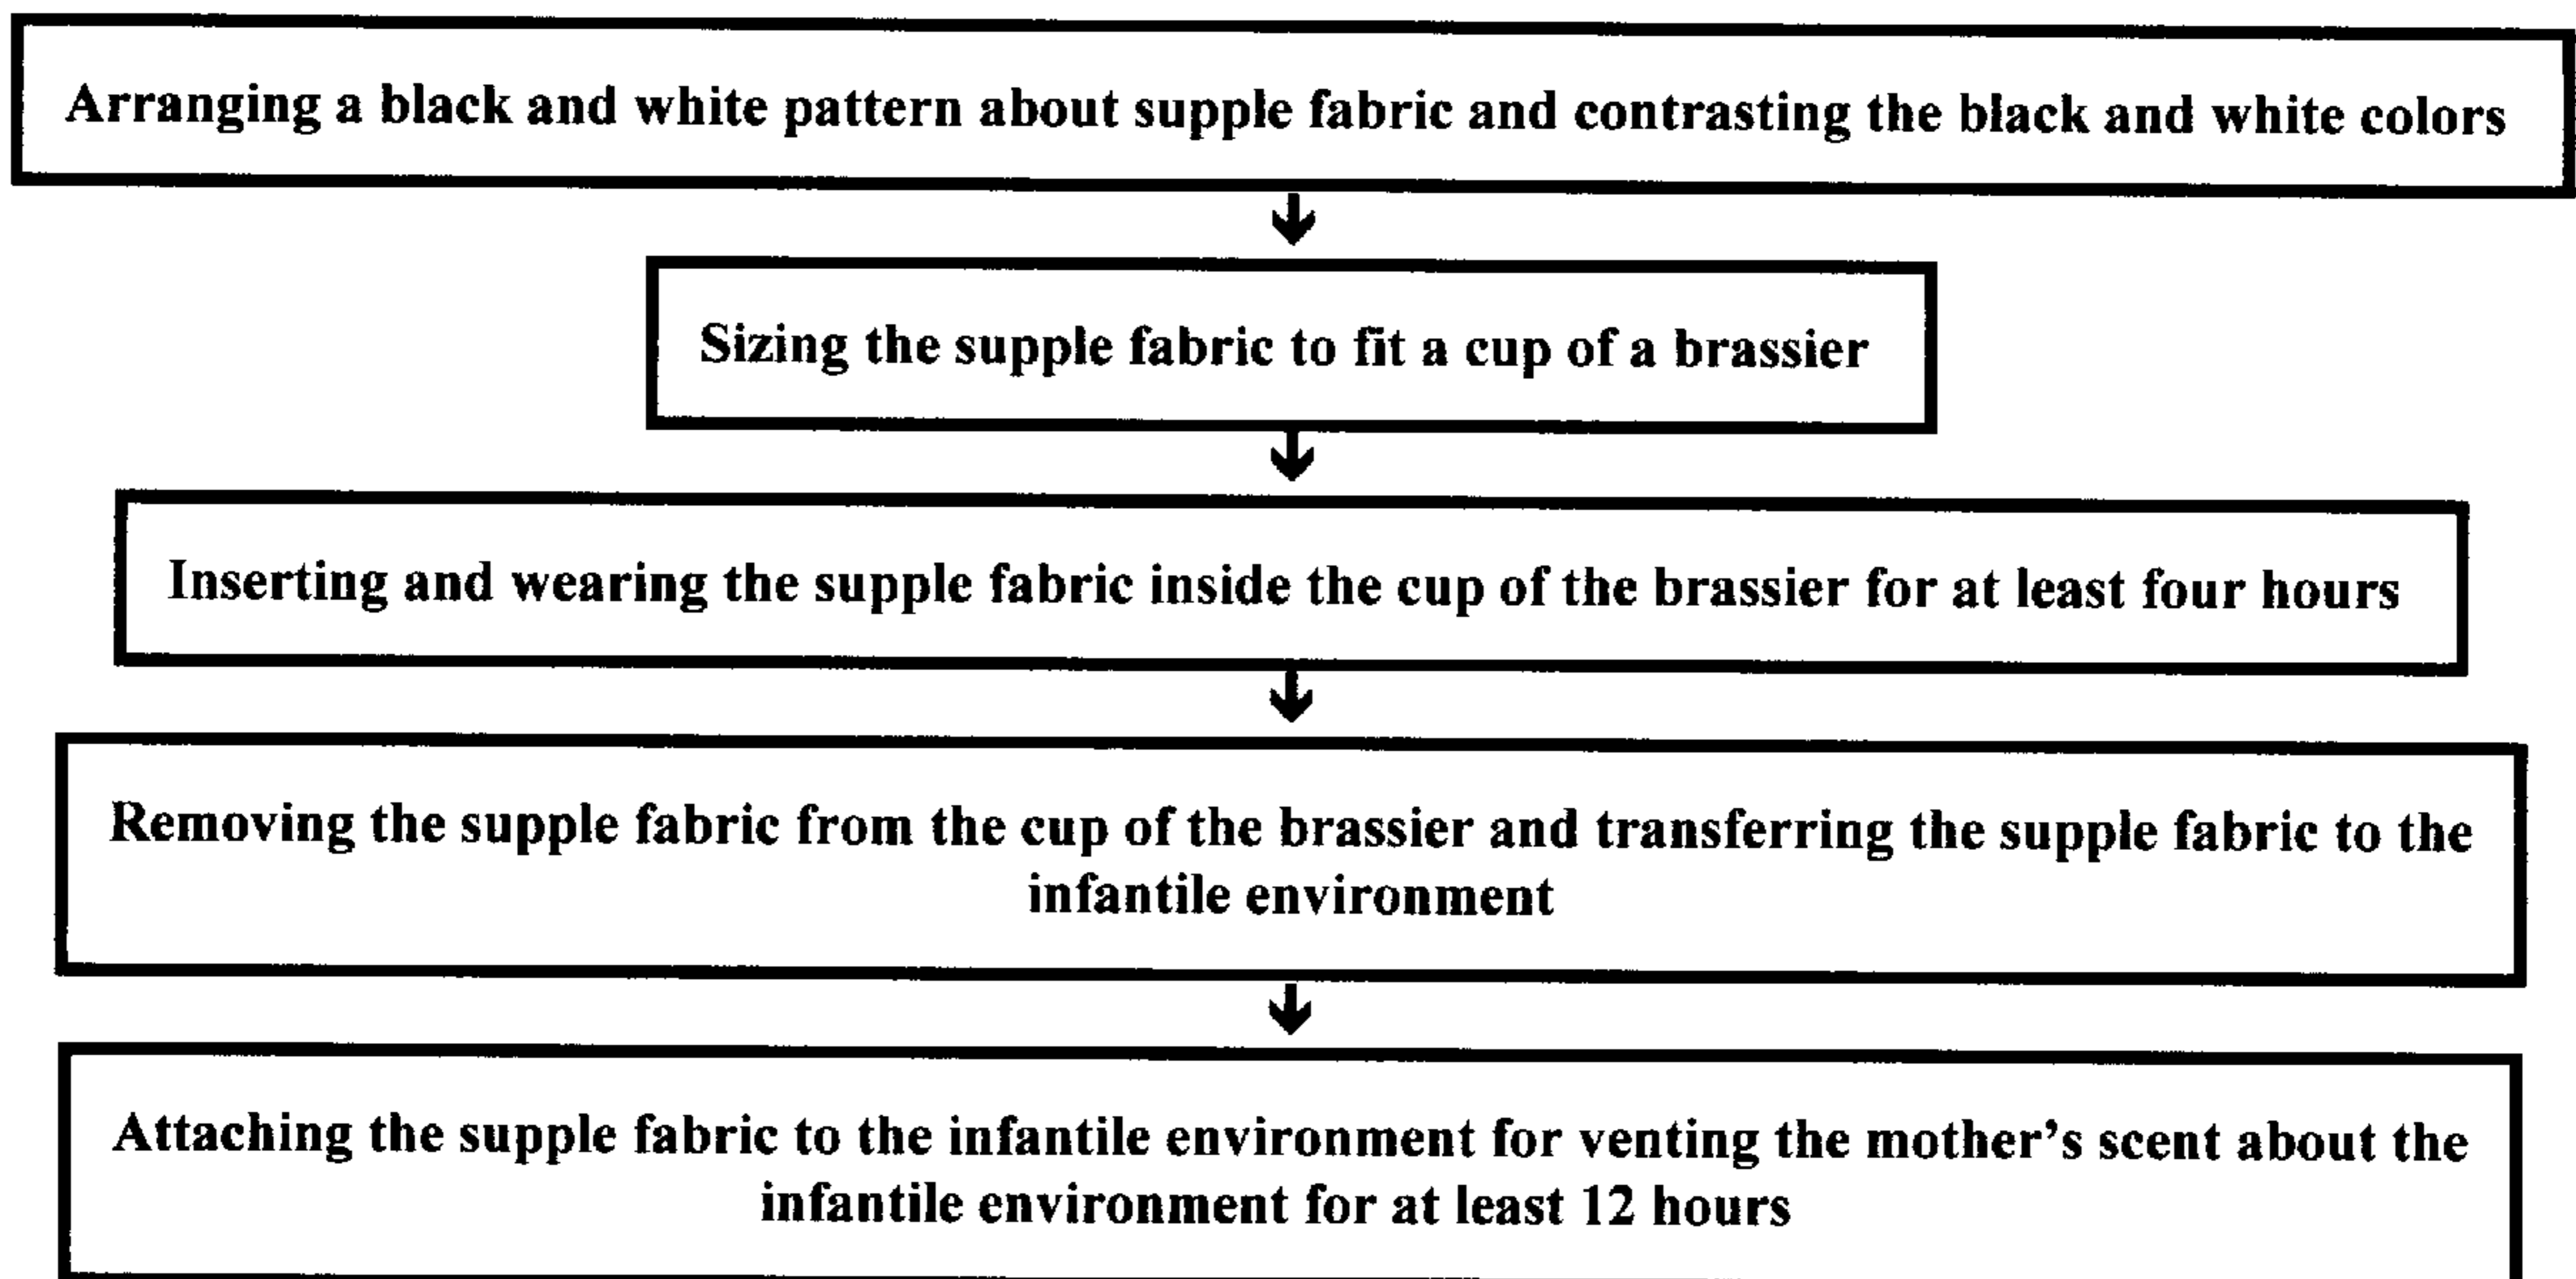 Arranging a black and white pattern about supple fabric and contrasting the black and white colors
Sizing the supple fabric to fit a cup of a brassier
Inserting and wearing the supple fabric inside the cup of the brassier for at least four hours
Removing the supple fabric from the cup of the brassier and transferring the supple fabric to the
infantile environment
Attaching the supple fabric to the infantile environment for venting the mother's scent about the
infantile environment for at least 12 hours